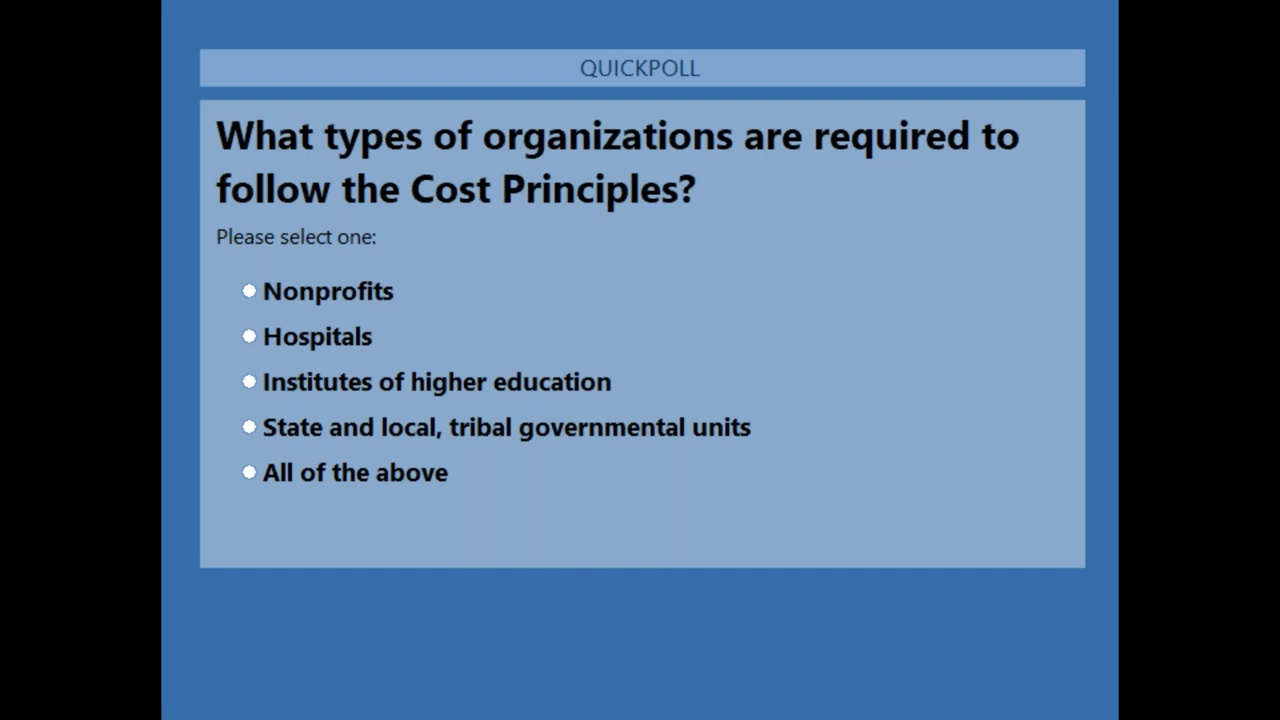 QUICKPOLL
What types of organizations are required to
follow the Cost Principles?
Please select one:
Nonprofits
Hospitals
Institutes of higher education
State and local, tribal governmental units
All of the above